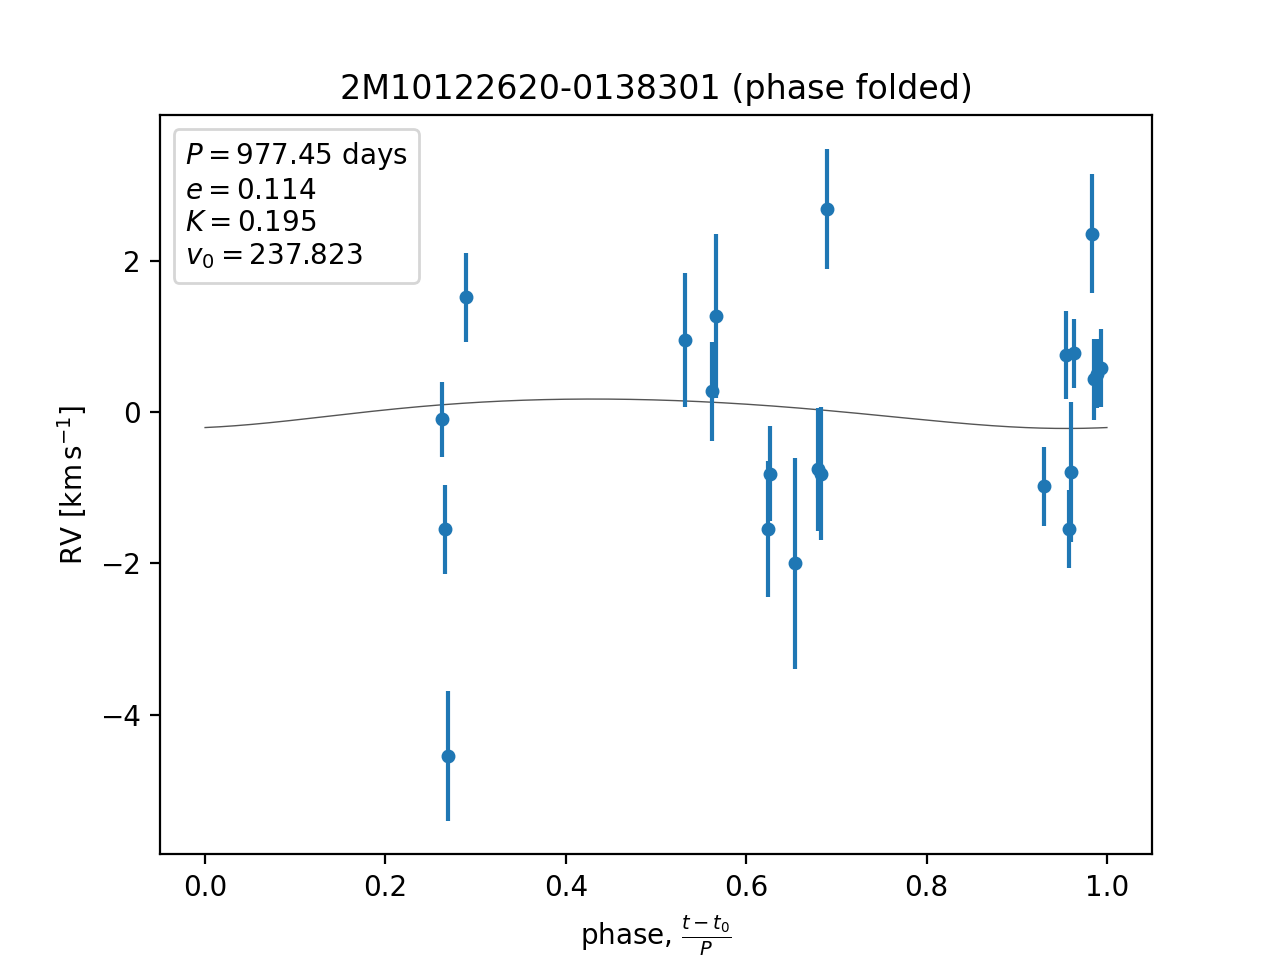 2M10122620-0138301 (phase folded)
P = 977.45 days
e = 0.114
K = 0.195
v₀ = 237.823
2
0
−2
−4
RV [km s⁻¹]
0.0 0.2 0.4 0.6 0.8 1.0
phase, (t − t₀)/P